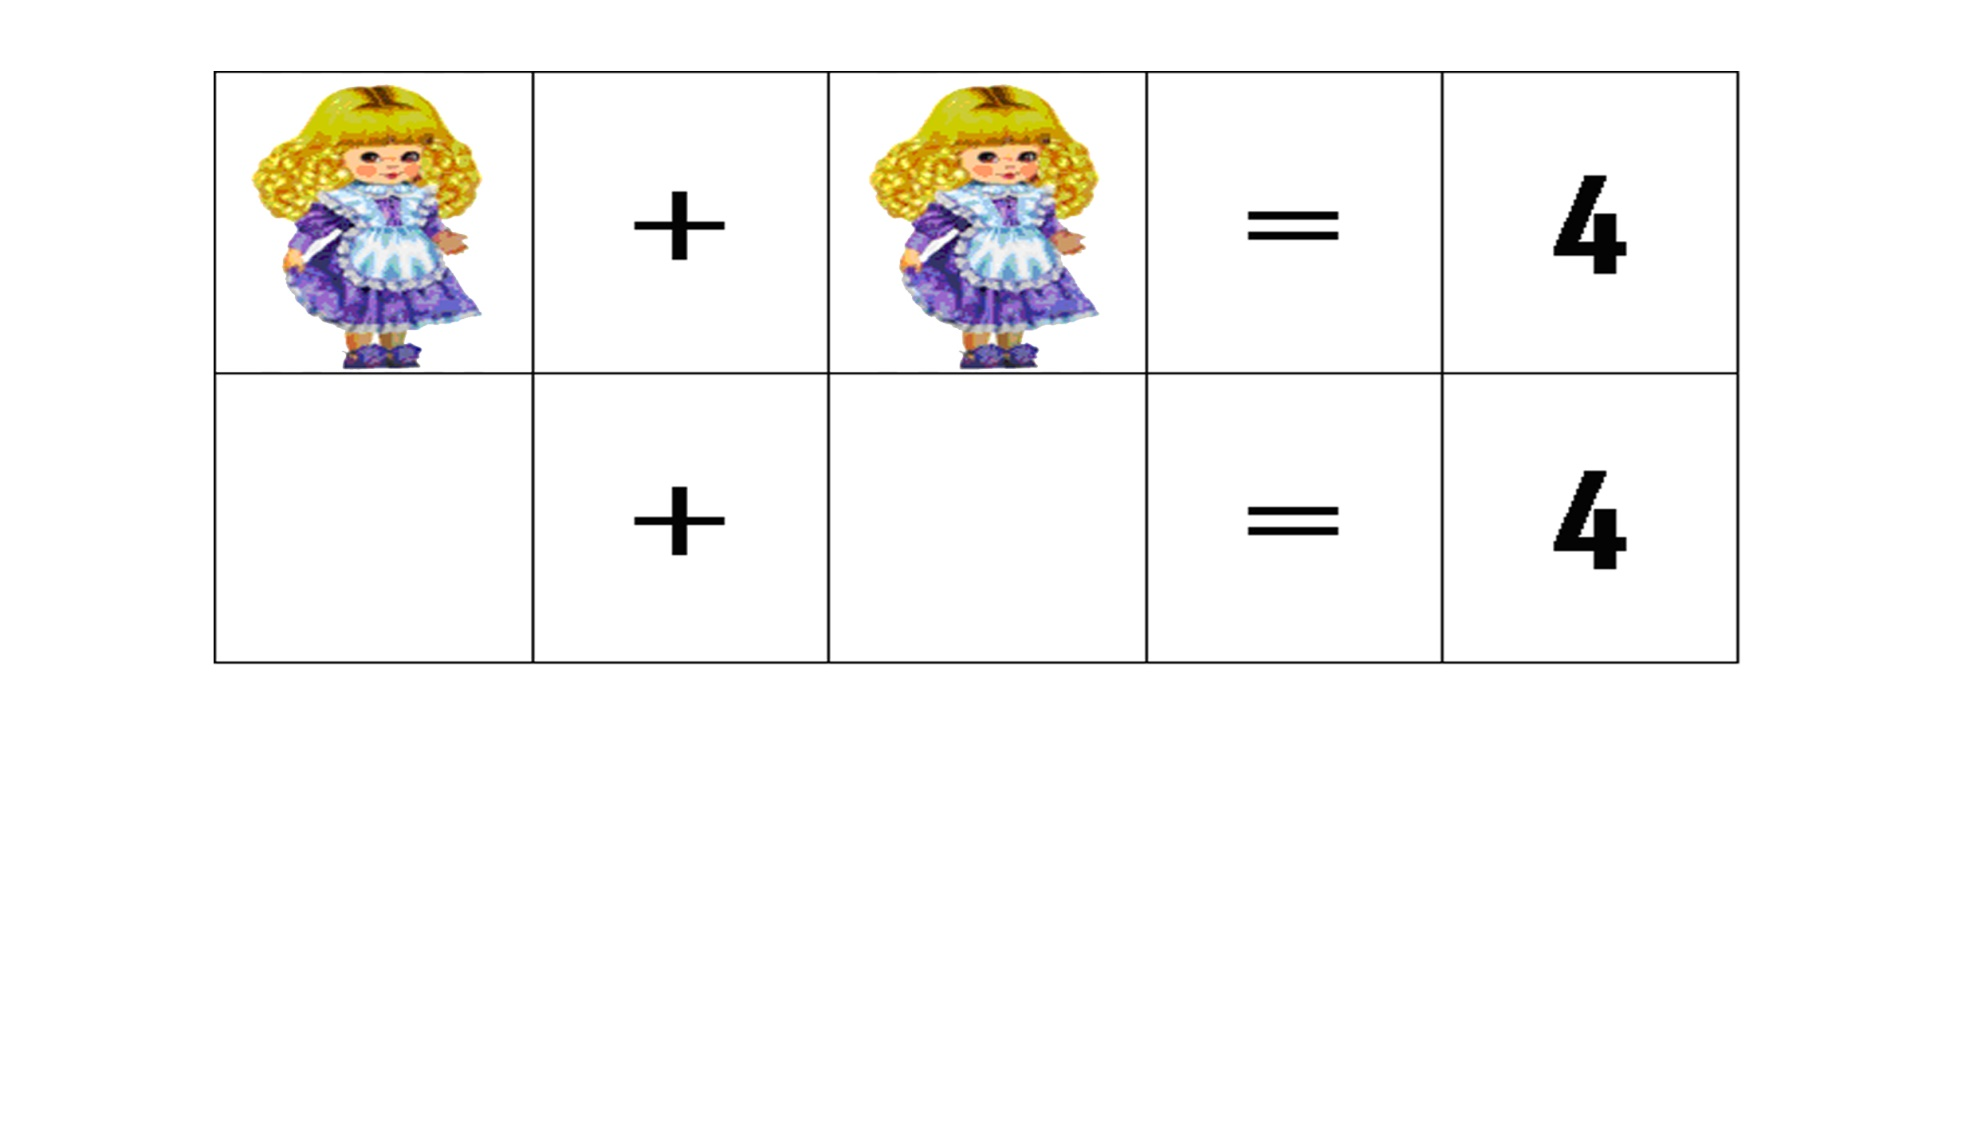 + = 4
+ = 4